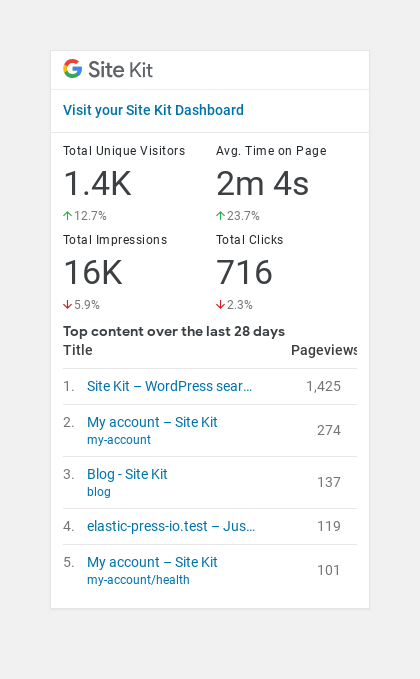 Site Kit
Visit your Site Kit Dashboard
Total Unique Visitors
1.4K
12.7%
Avg. Time on Page
2m 4s
23.7%
Total Impressions
16K
5.9%
Total Clicks
716
2.3%
Top content over the last 28 days
Title Pageviews
1. Site Kit – WordPress sear… 1,425
2. My account – Site Kit 274
my-account
3. Blog - Site Kit 137
blog
4. elastic-press-io.test – Jus… 119
5. My account – Site Kit 101
my-account/health